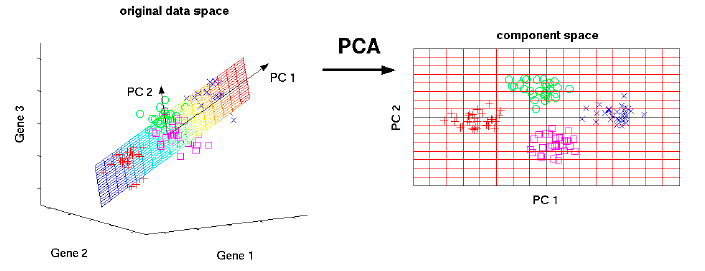 original data space
PCA
component space
PC 1
PC 2
Gene 3
PC 2
Gene 2
Gene 1
PC 1